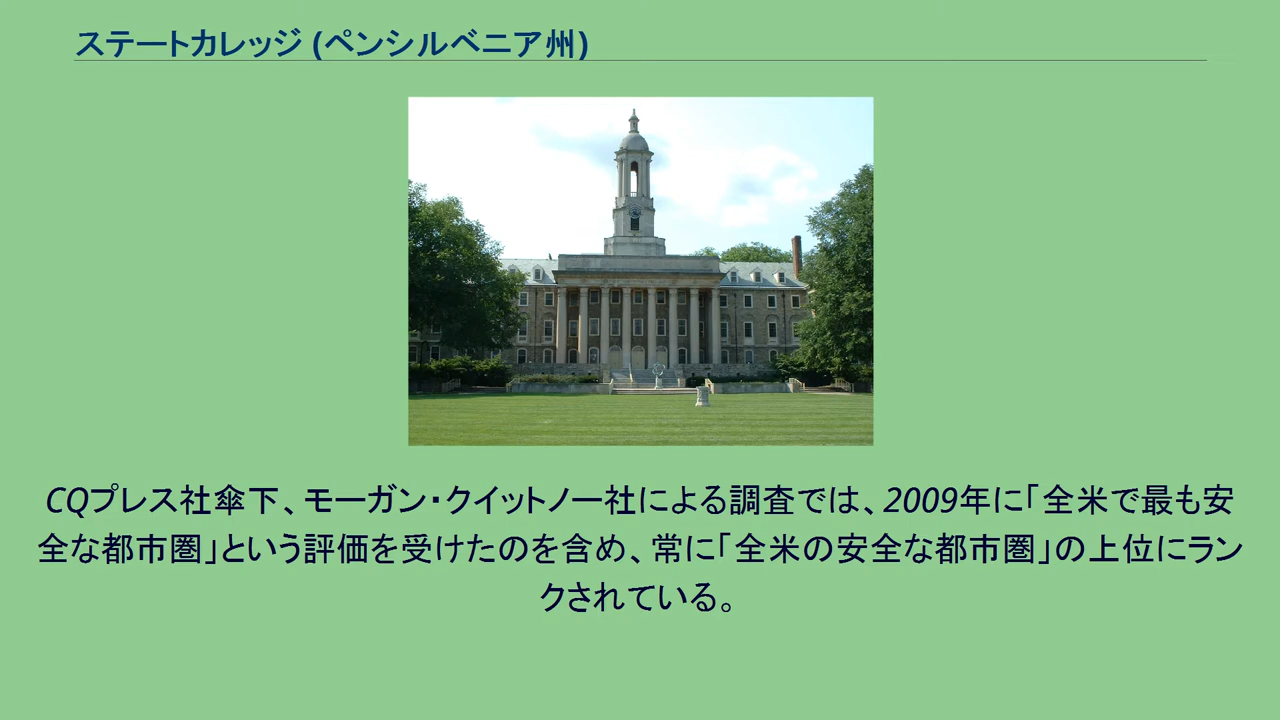 ステートカレッジ (ペンシルベニア州)
CQプレス社傘下、モーガン・クイットノー社による調査では、2009年に「全米で最も安
全な都市圏」という評価を受けたのを含め、常に「全米の安全な都市圏」の上位にラン
クされている。